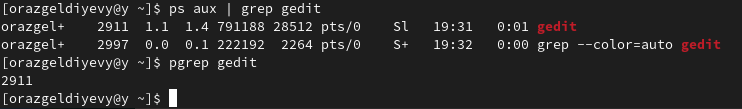 [orazgeldiyevy@y ~]$ ps aux | grep gedit
orazgel+    2911  1.1  1.4 791188 28512 pts/0    Sl   19:31   0:01 gedit
orazgel+    2997  0.0  0.1 222192  2264 pts/0    S+   19:32   0:00 grep --color=auto gedit
[orazgeldiyevy@y ~]$ pgrep gedit
2911
[orazgeldiyevy@y ~]$